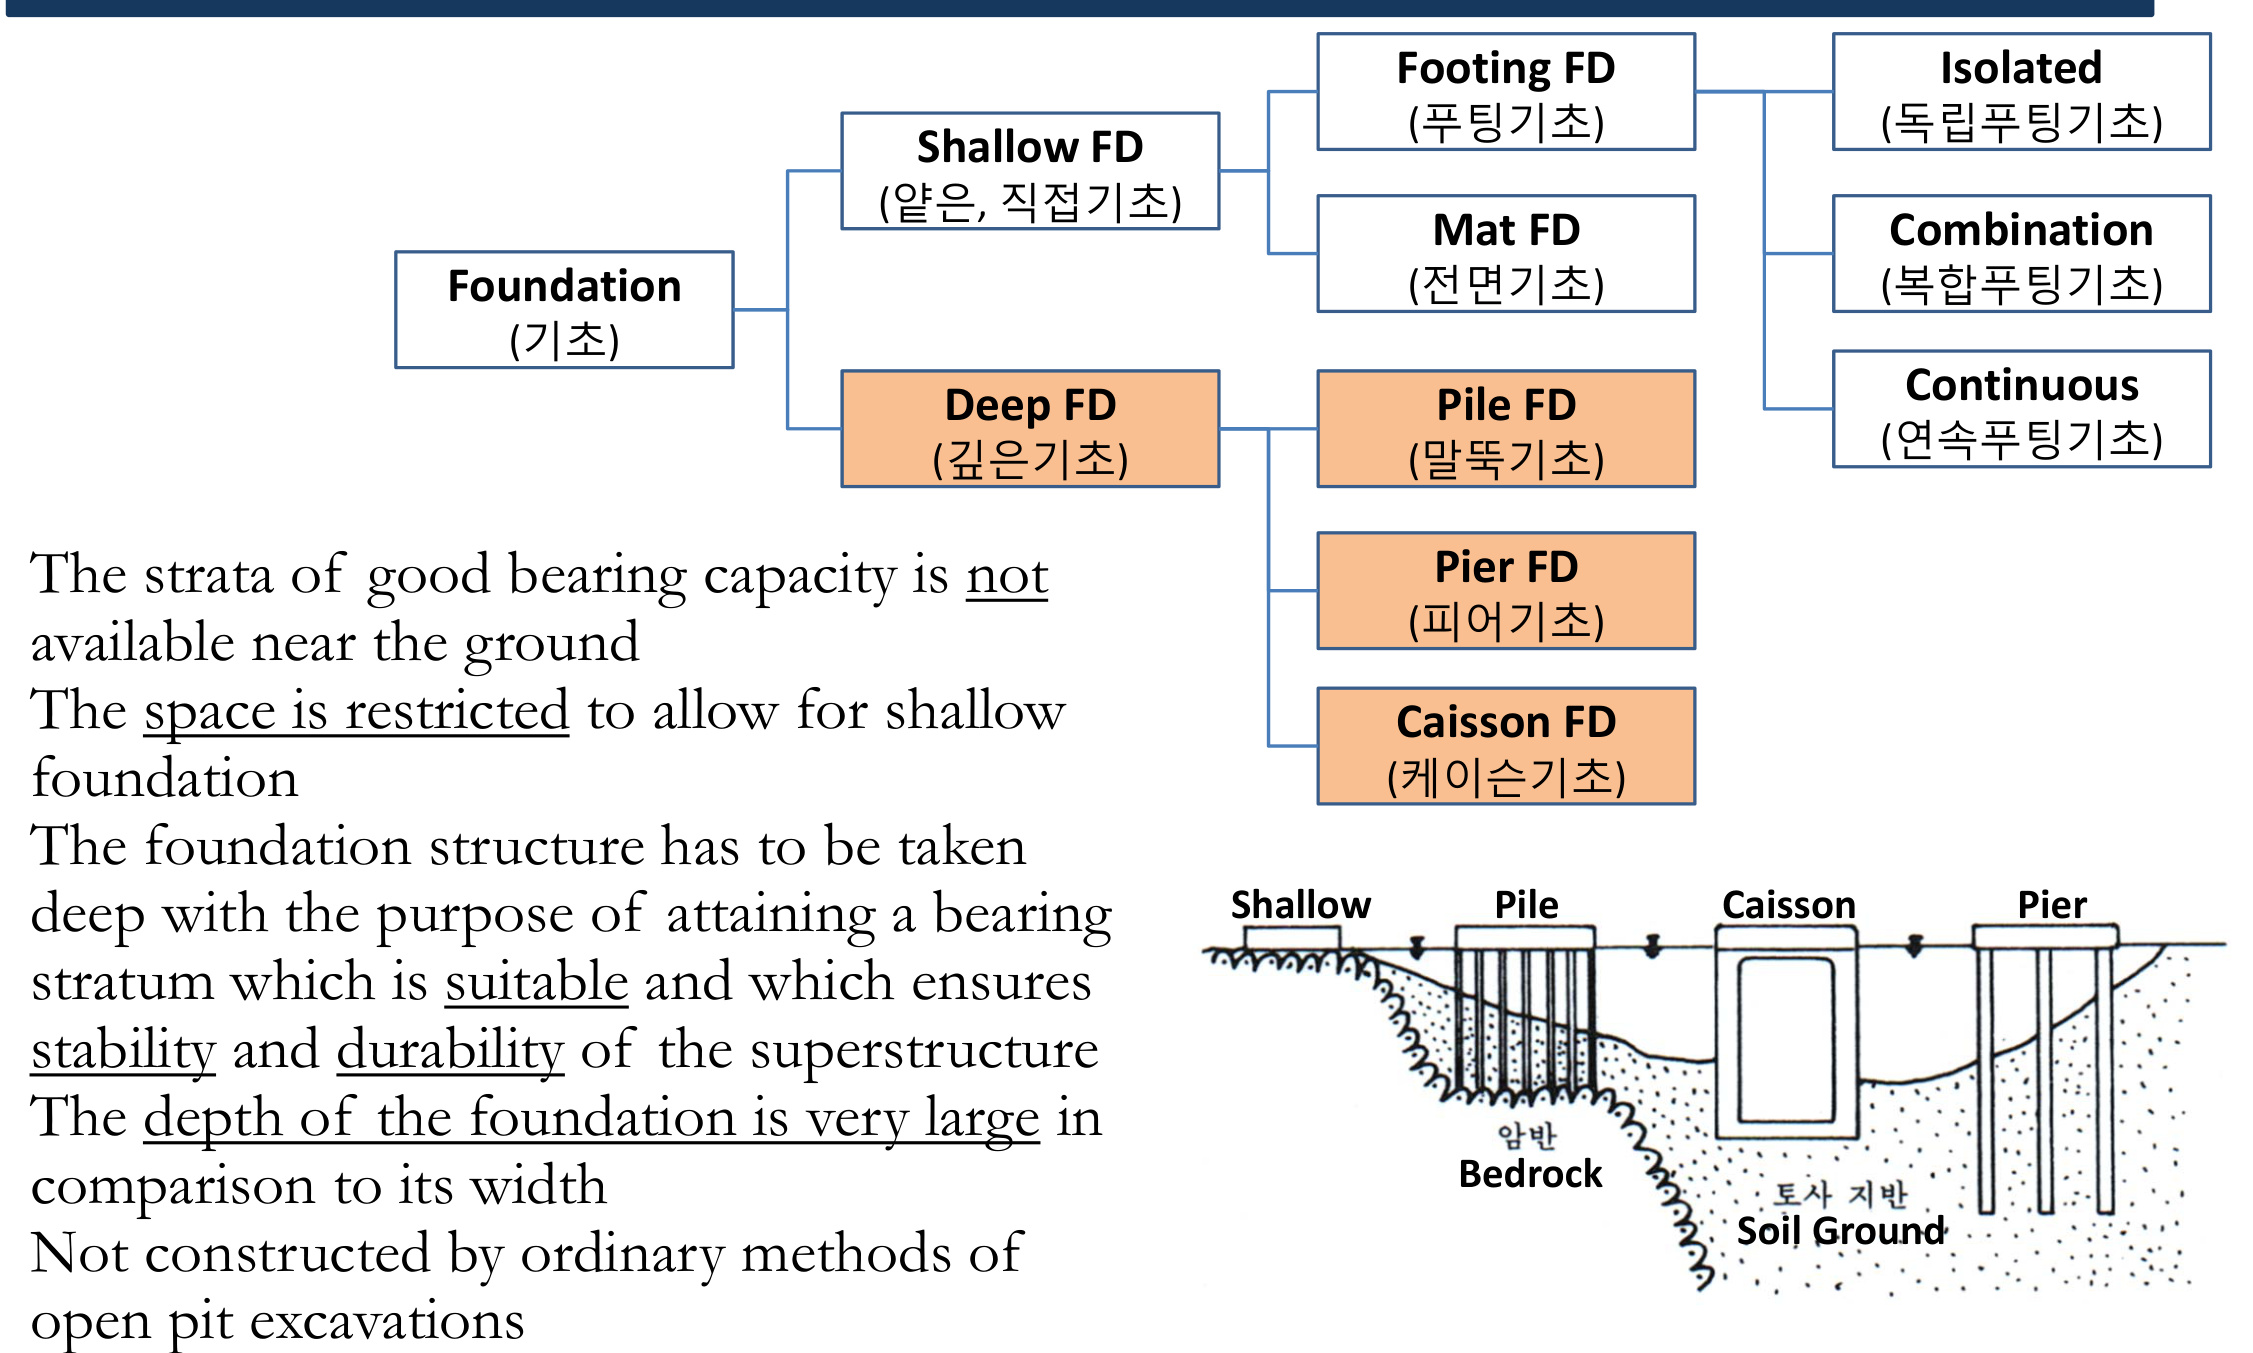 Footing FD
(푸팅기초)
Isolated
(독립푸팅기초)
Shallow FD
(얕은, 직접기초)
Mat FD
(전면기초)
Combination
(복합푸팅기초)
Foundation
(기초)
Continuous
(연속푸팅기초)
Deep FD
(깊은기초)
Pile FD
(말뚝기초)
Pier FD
(피어기초)
Caisson FD
(케이슨기초)
The strata of good bearing capacity is not
available near the ground
The space is restricted to allow for shallow
foundation
The foundation structure has to be taken
deep with the purpose of attaining a bearing
stratum which is suitable and which ensures
stability and durability of the superstructure
The depth of the foundation is very large in
comparison to its width
Not constructed by ordinary methods of
open pit excavations
Shallow
Pile
Caisson
Pier
암반
Bedrock
토사 지반
Soil Ground